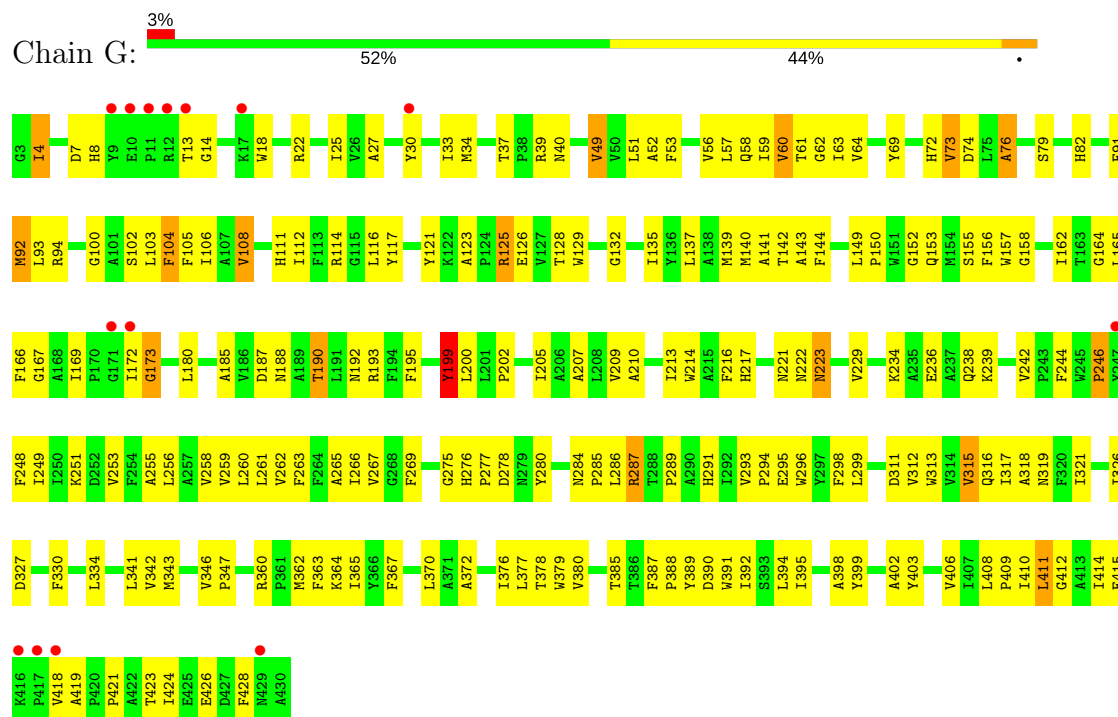 3%
Chain G:
52% 44% •
G3 I4 D7 H8 Y9 E10 P11 R12 T13 G14 K17 W18 R22 I25 V26 A27 Y30 I33 M34 T37 P38 R39 N40 V49 V50 L51 A52 F53 V56 L57 Q58 I59 V60 T61 G62 I63 V64 Y69 H72 V73 D74 L75 A76 S79 H82
M92 L93 R94 G100 A101 S102 L103 F104 F105 I106 A107 V108 H111 I112 F113 R114 G115 L116 Y117 Y121 K122 A123 P124 R125 E126 V127 T128 W129 G132 I135 Y136 L137 A138 M139 M140 A141 T142 A143 F144 L149 P150 W151 G152 Q153 M154 S155 F156 W157 G158 I162 T163 G164
F166 G167 A168 I169 P170 G171 I172 G173 L180 A185 V186 D187 N188 A189 T190 L191 N192 R193 F194 F195 Y199 L200 L201 P202 I205 A206 A207 L208 V209 A210 I213 W214 A215 F216 H217 N221 N222 N223 V229 K234 A235 E236 A237 Q238 K239 V242 P243 F244 W245 P246
F248 I249 I250 K251 D252 V253 F254 A255 L256 A257 V258 V259 L260 L261 V262 F263 F264 A265 I266 V267 G268 F269 G275 H276 P277 D278 N279 Y280 N284 P285 L286 R287 T288 P289 A290 H291 I292 V293 P294 E295 W296 Y297 F298 L299 D311 V312 W313 V314 V315 Q316 I317 A318 N319 F320 I321
D327 F330 L334 L341 V342 M343 V346 P347 R360 P361 M362 F363 K364 I365 Y366 F367 L370 A371 A372 I376 L377 T378 W379 V380 T385 T386 F387 P388 Y389 D390 W391 I392 S393 L394 I395 A398 Y399 A402 Y403 V406 I407 L408 P409 I410 L411 G412 A413 I414
K416 P417 V418 A419 P420 P421 A422 T423 I424 E425 E426 D427 F428 N429 A430